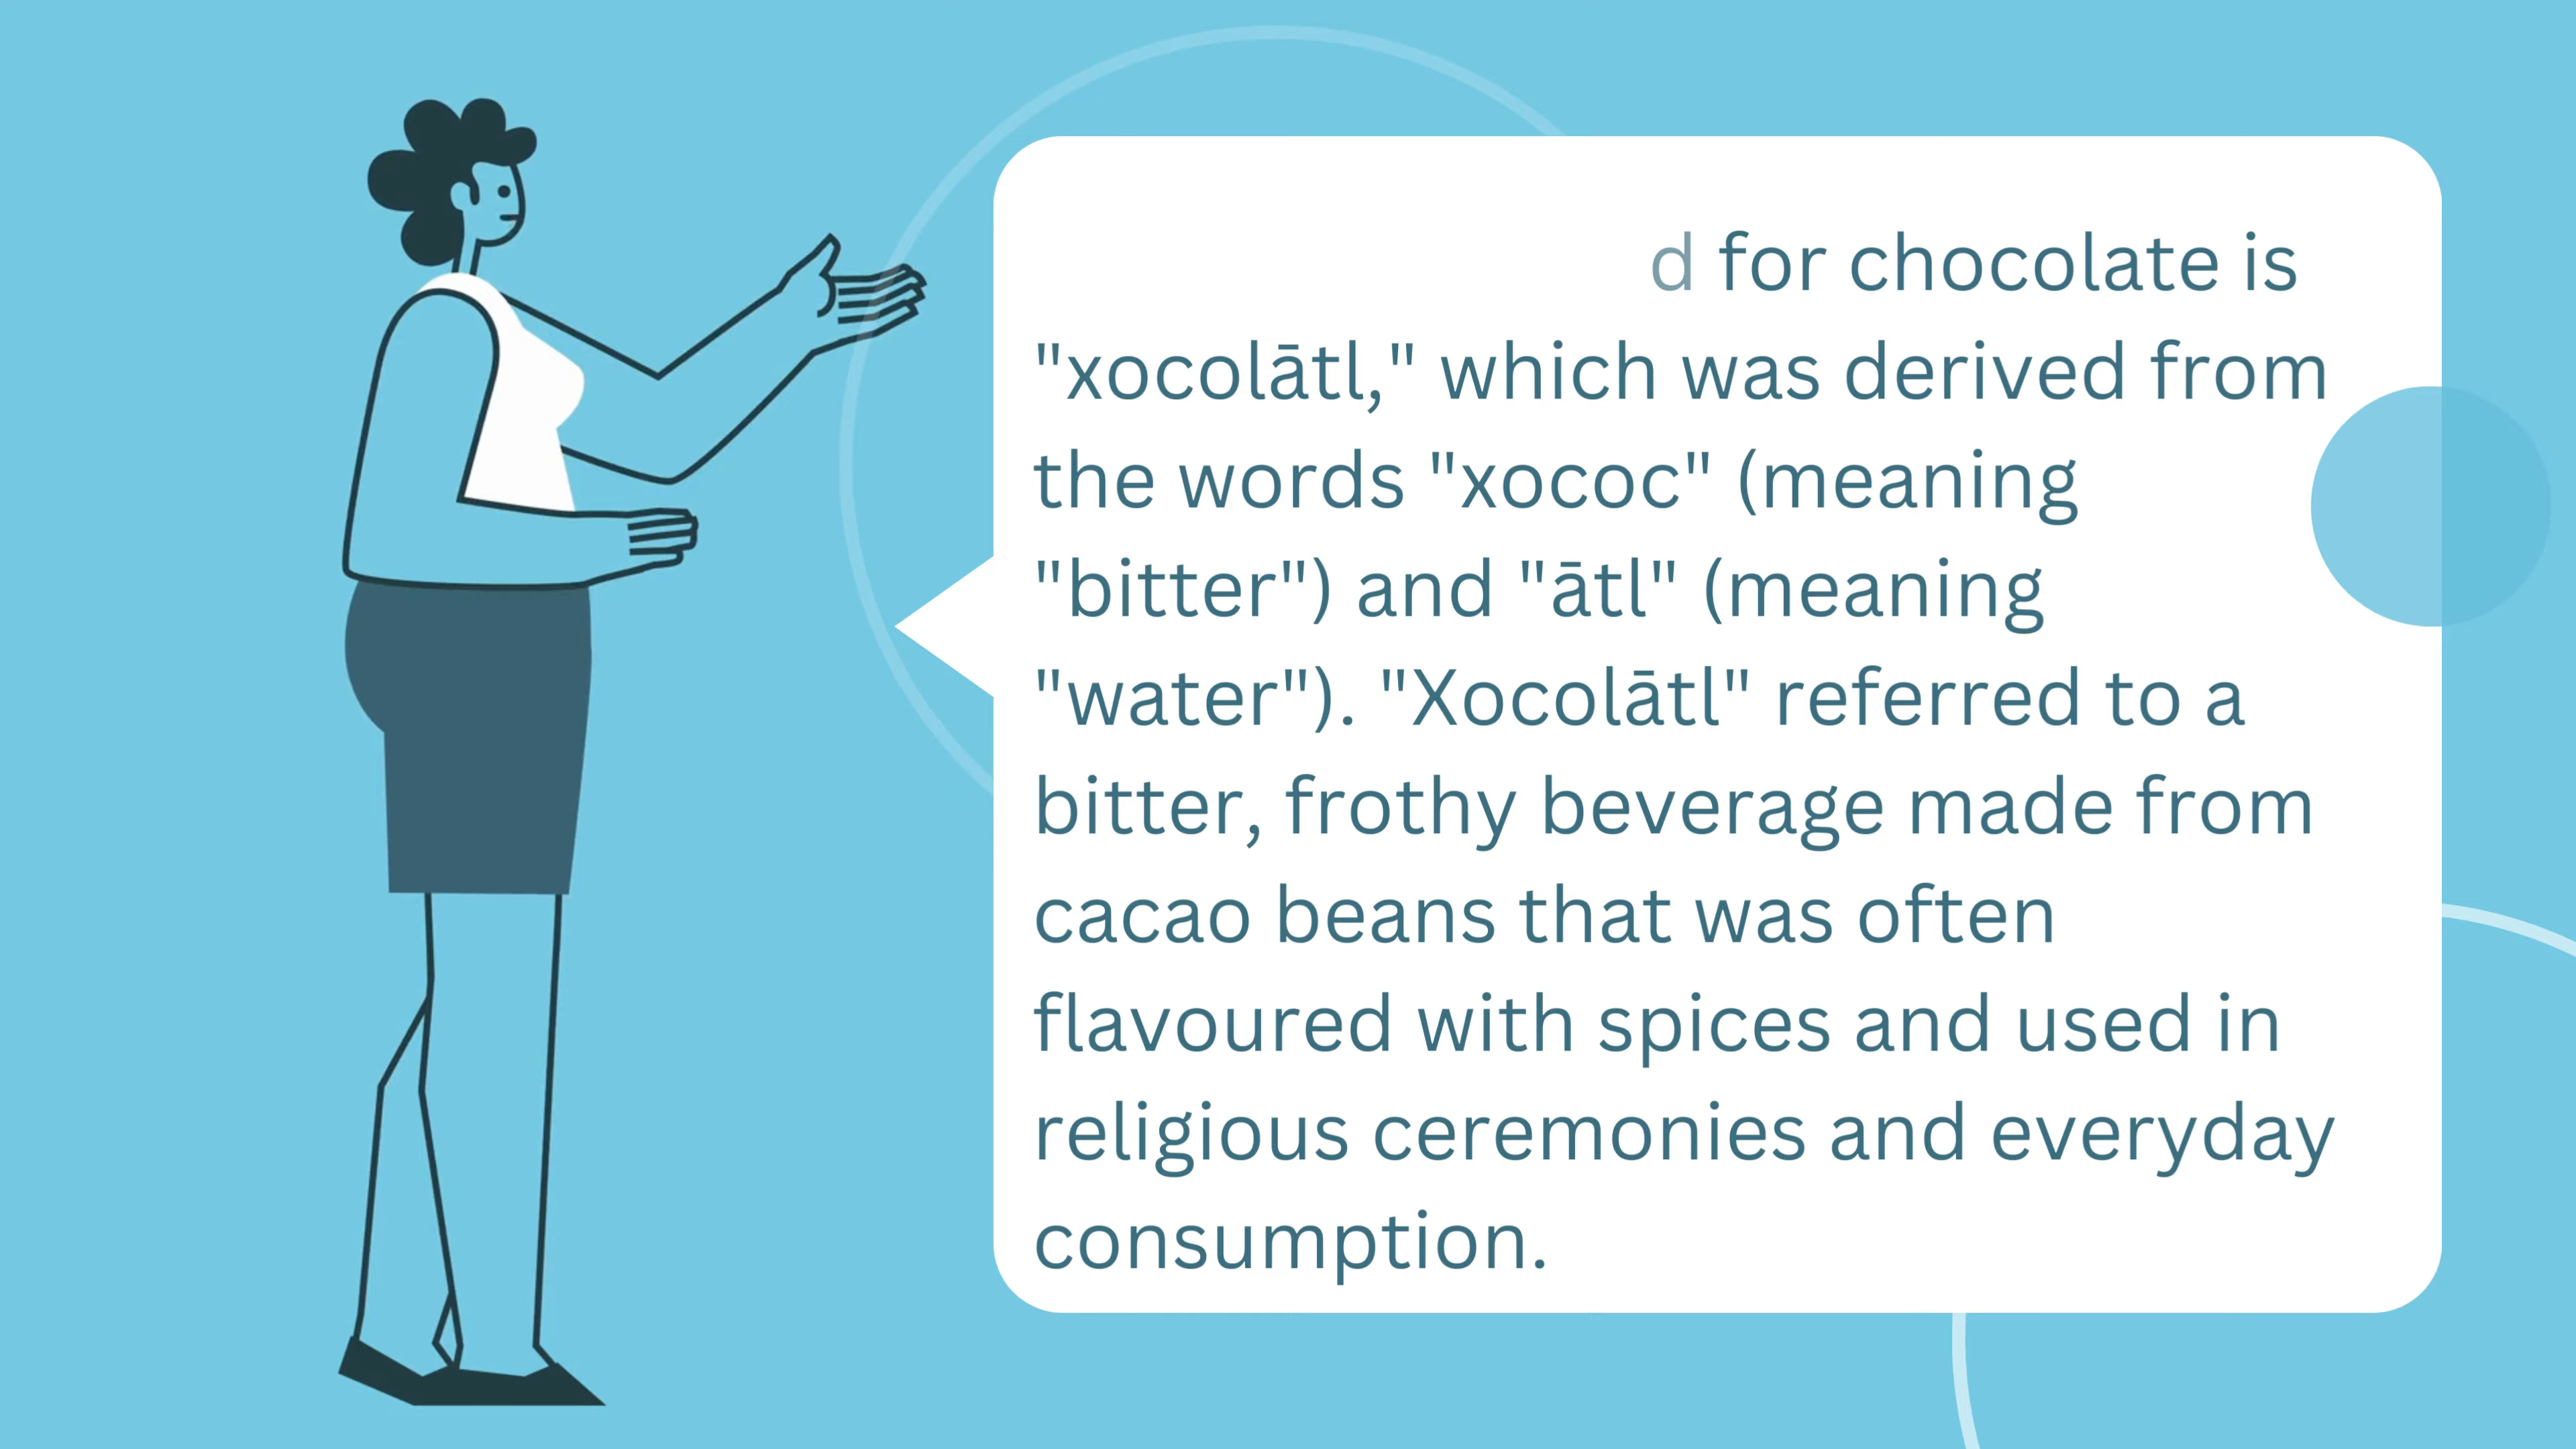 d for chocolate is
"xocolātl," which was derived from
the words "xococ" (meaning
"bitter") and "ātl" (meaning
"water"). "Xocolātl" referred to a
bitter, frothy beverage made from
cacao beans that was often
flavoured with spices and used in
religious ceremonies and everyday
consumption.